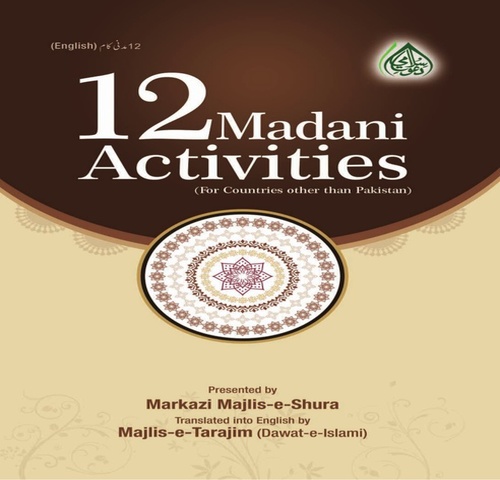 (English) 12 مدنی کام
12 Madani
Activities
(For Countries other than Pakistan)
Presented by
Markazi Majlis-e-Shura
Translated into English by
Majlis-e-Tarajim (Dawat-e-Islami)